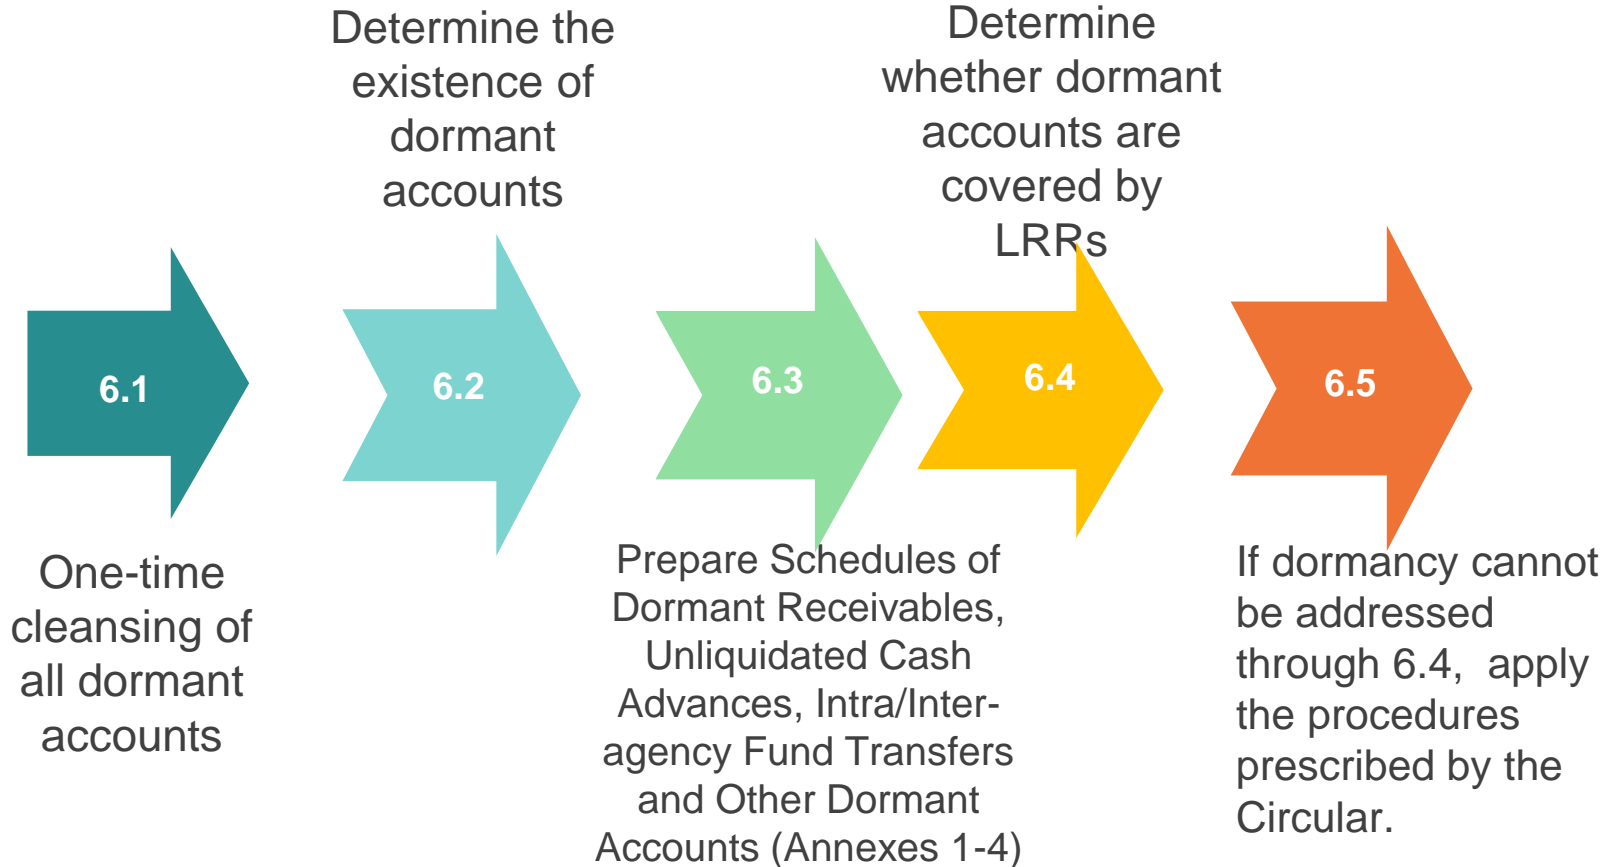 Determine the
existence of
dormant
accounts
Determine
whether dormant
accounts are
covered by
LRRs
6.1
6.2
6.3
6.4
6.5
One-time
cleansing of
all dormant
accounts
Prepare Schedules of
Dormant Receivables,
Unliquidated Cash
Advances, Intra/Inter-
agency Fund Transfers
and Other Dormant
Accounts (Annexes 1-4)
If dormancy cannot
be addressed
through 6.4,  apply
the procedures
prescribed by the
Circular.